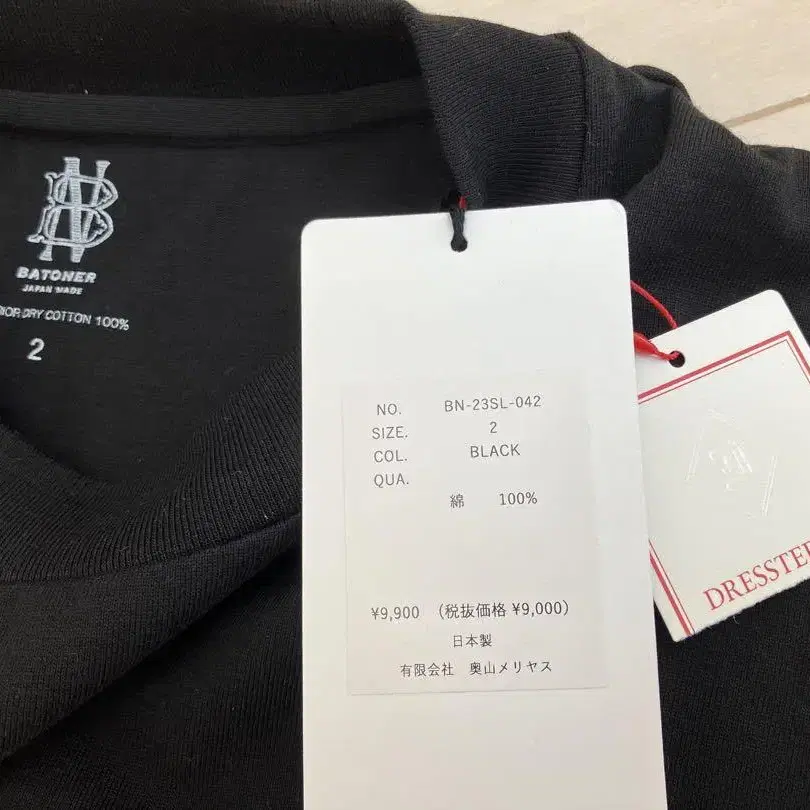 BATONER
JAPAN MADE
DRY COTTON 100%
2
NO. BN-23SL-042
SIZE. 2
COL. BLACK
QUA.
綿 100%
¥9,900 (税抜価格 ¥9,000)
日本製
有限会社 奥山メリヤス
DRESSTER